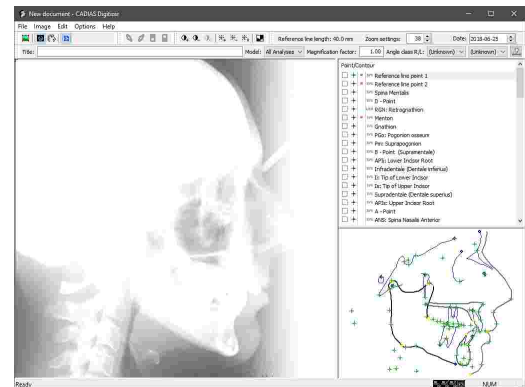 New document - CADIAS Digitizer
File Image Edit Options Help
Reference line length: 40.0 mm Zoom settings: 38 Date: 2018-06-25
Title: Model: All Analyses Magnification factor: 1.00 Angle class R/L: (Unknown) (Unknown)
Point/Contour
Reference line point 1
Reference line point 2
Spina Mentalis
D - Point
RGN: Retrognathion
Menton
Gnathion
PGo: Pogonion osseum
Pm: Suprapogonion
B - Point (Supramentale)
APIi: Lower Incisor Root
Infradentale (Dentale inferius)
Ii: Tip of Lower Incisor
Is: Tip of Upper Incisor
Supradentale (Dentale superius)
APIs: Upper Incisor Root
A - Point
ANS: Spina Nasalis Anterior
Ready NUM